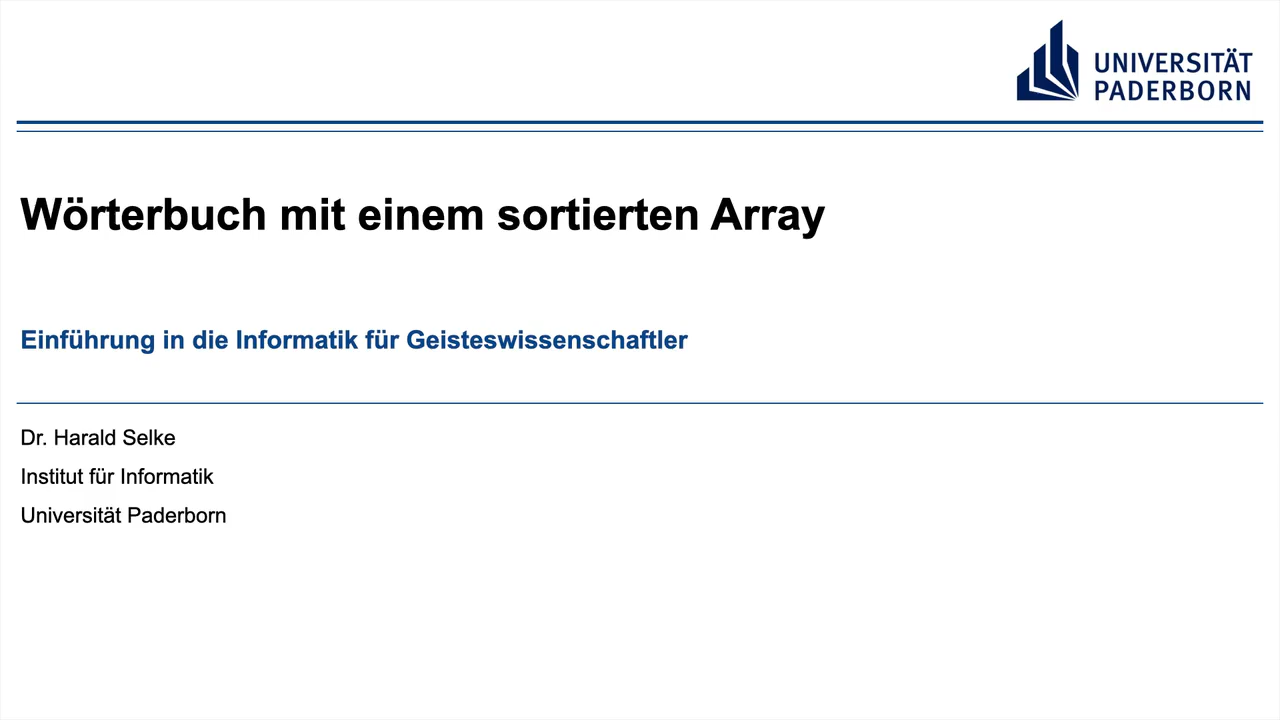 UNIVERSITÄT
PADERBORN
Wörterbuch mit einem sortierten Array
Einführung in die Informatik für Geisteswissenschaftler
Dr. Harald Selke
Institut für Informatik
Universität Paderborn